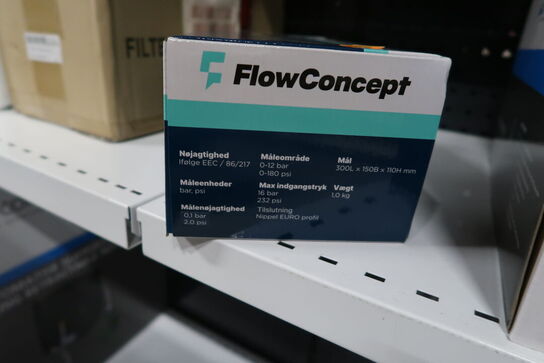 FILT
FlowConcept
Nøjagtighed
Ifølge EEC / 86/217
Måleenheder
bar, psi
Målenøjagtighed
0,1 bar
2.0 psi
Måleområde
0-12 bar
0-180 psi
Max indgangstryk
16 bar
232 psi
Tilslutning
Nippel EURO profil
Mål
300L x 150B x 110H mm
Vægt
1,0 kg